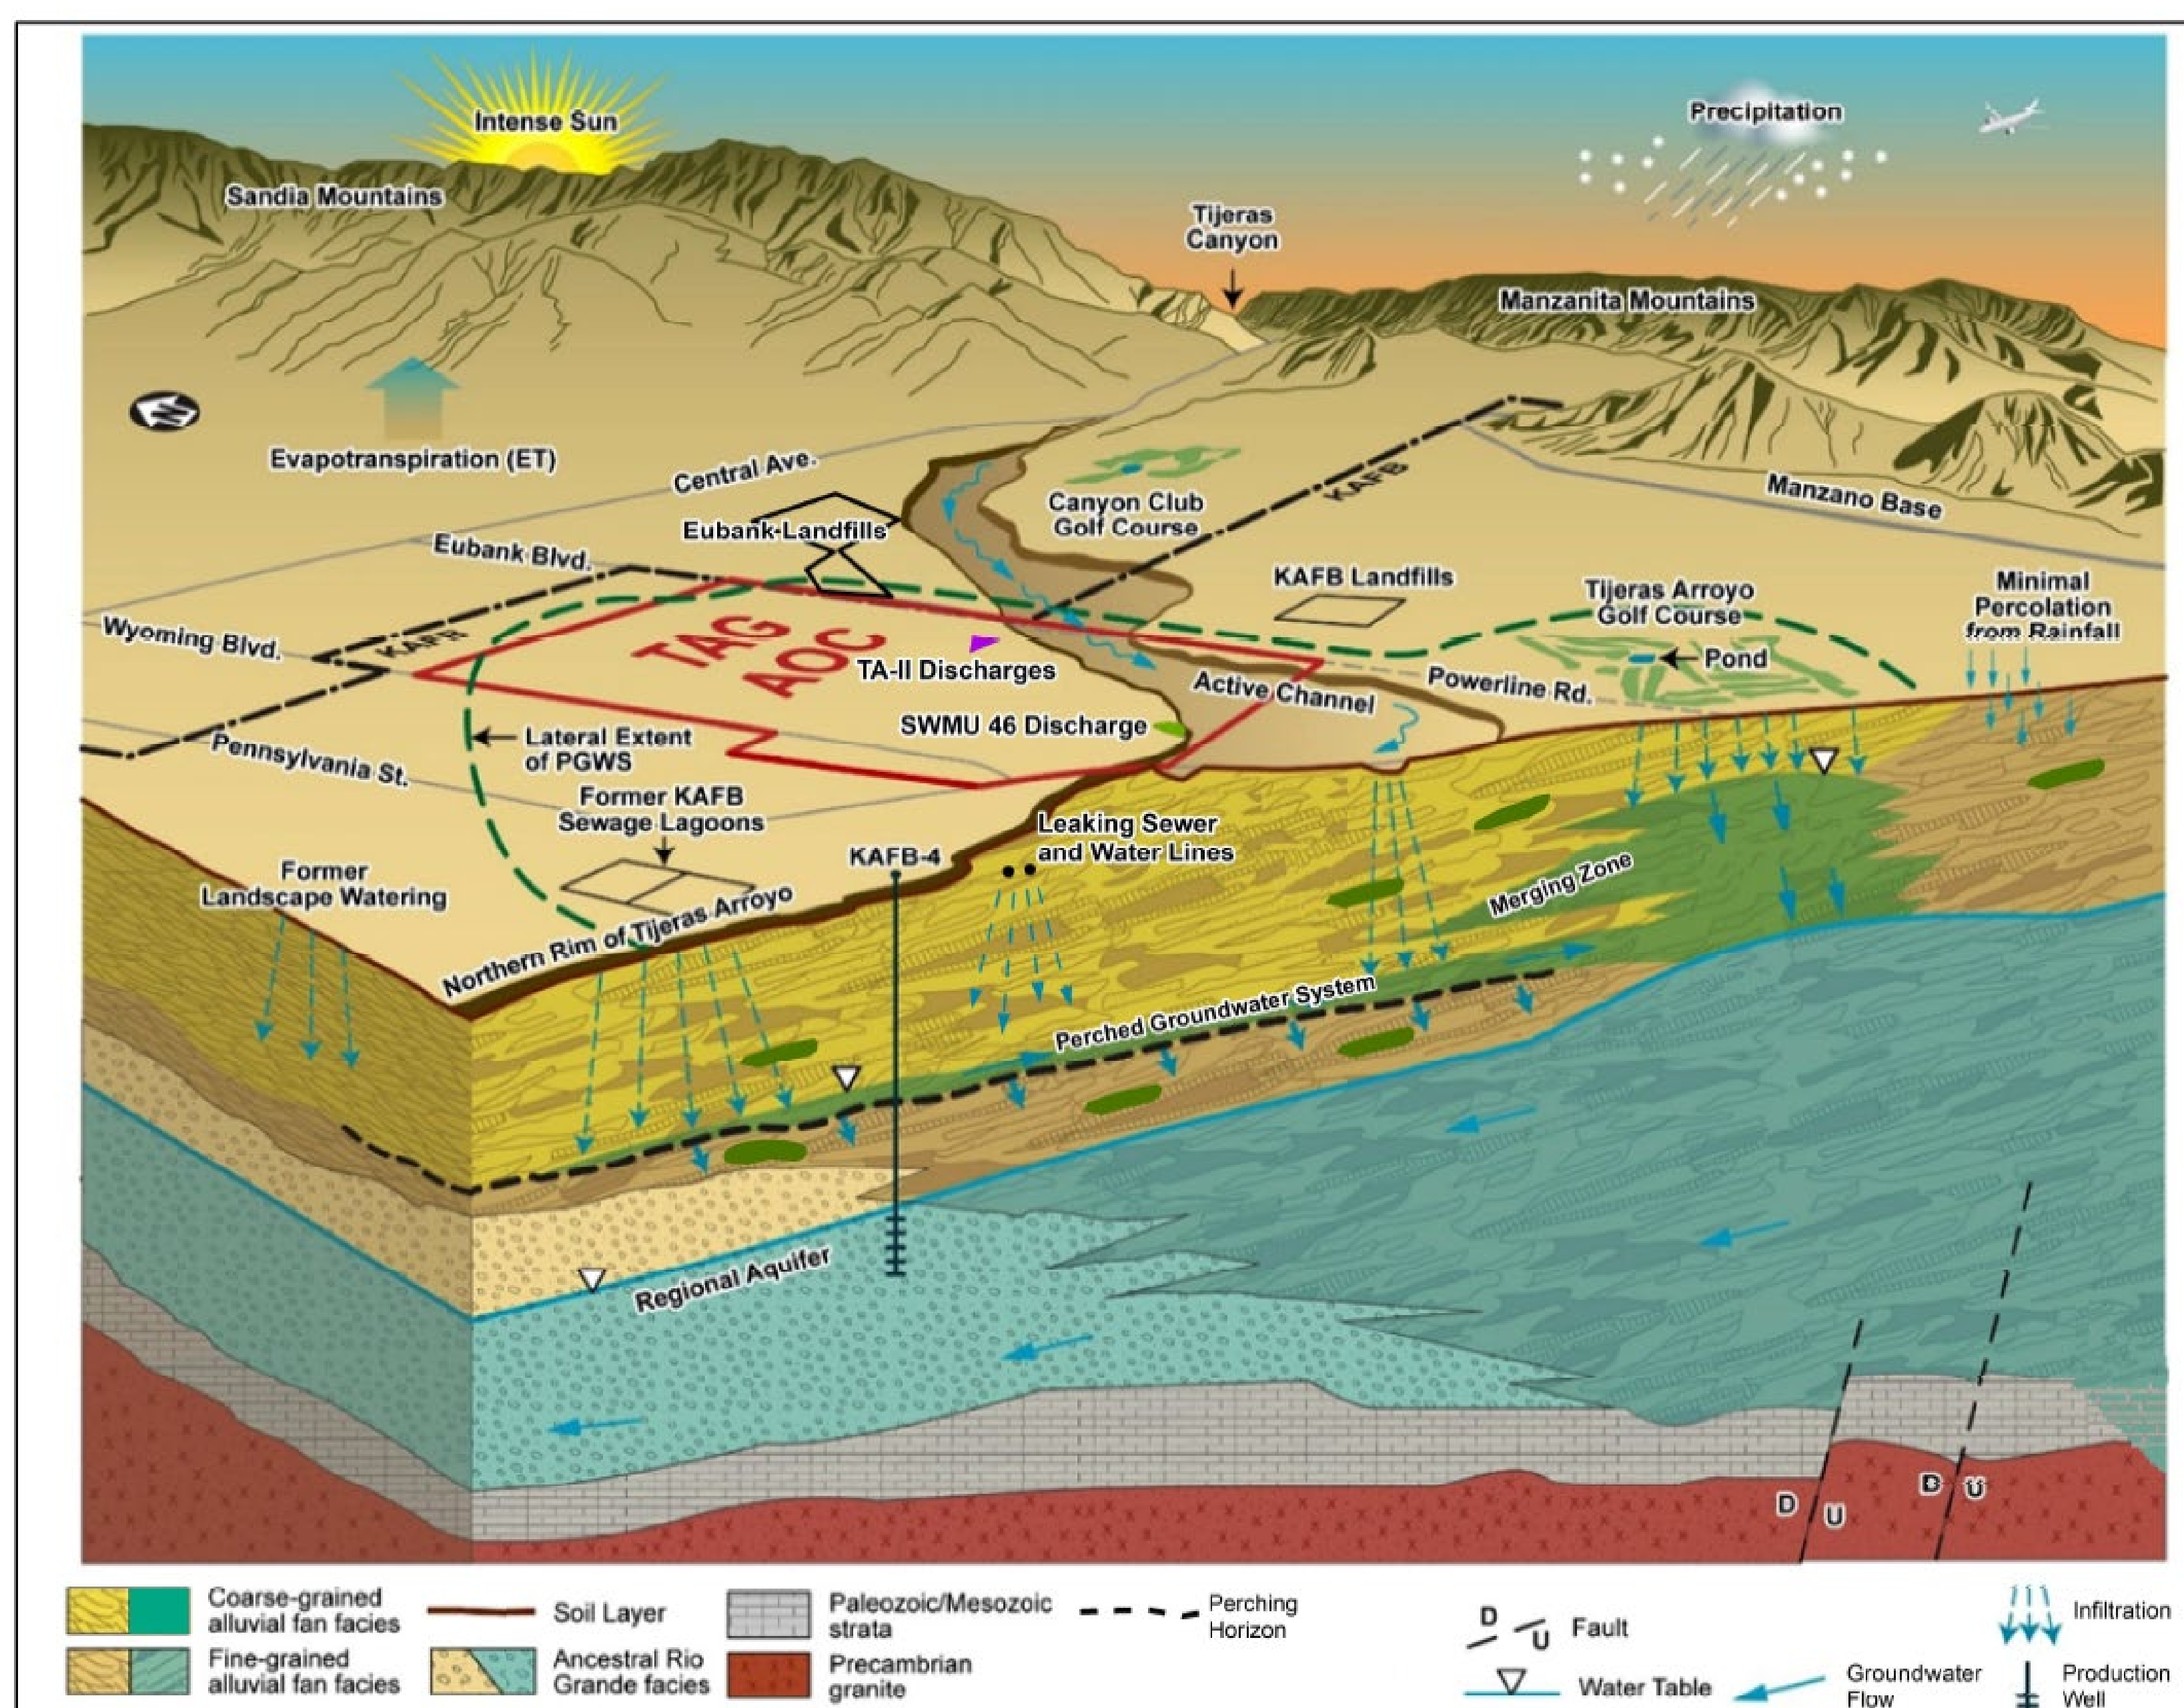 Intense Sun
Precipitation
Sandia Mountains
Tijeras
Canyon
Manzanita Mountains
N
Evapotranspiration (ET)
Central Ave.
KAFB
Canyon Club
Golf Course
Manzano Base
Eubank Landfills
Eubank Blvd.
KAFB Landfills
Tijeras Arroyo
Golf Course
Minimal
Percolation
from Rainfall
Wyoming Blvd.
KAFB
TAG
AOC
TA-II Discharges
Pond
Powerline Rd.
Active Channel
SWMU 46 Discharge
Pennsylvania St.
Lateral Extent
of PGWS
Former KAFB
Sewage Lagoons
Leaking Sewer
and Water Lines
KAFB-4
Former
Landscape Watering
Northern Rim of Tijeras Arroyo
Merging Zone
Perched Groundwater System
Regional Aquifer
D
U
D
U
Coarse-grained
alluvial fan facies
Fine-grained
alluvial fan facies
Soil Layer
Ancestral Rio
Grande facies
Paleozoic/Mesozoic
strata
Precambrian
granite
Perching
Horizon
D
U
Fault
Water Table
Infiltration
Groundwater
Flow
Production
Well